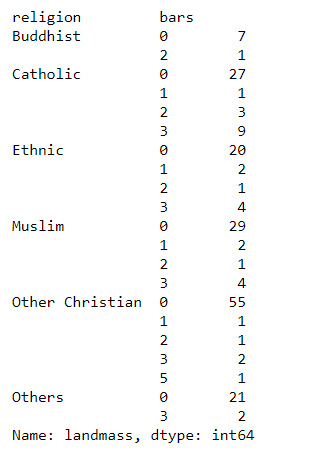 religion         bars
Buddhist         0        7
                 2        1
Catholic         0       27
                 1        1
                 2        3
                 3        9
Ethnic           0       20
                 1        2
                 2        1
                 3        4
Muslim           0       29
                 1        2
                 2        1
                 3        4
Other Christian  0       55
                 1        1
                 2        1
                 3        2
                 5        1
Others           0       21
                 3        2
Name: landmass, dtype: int64